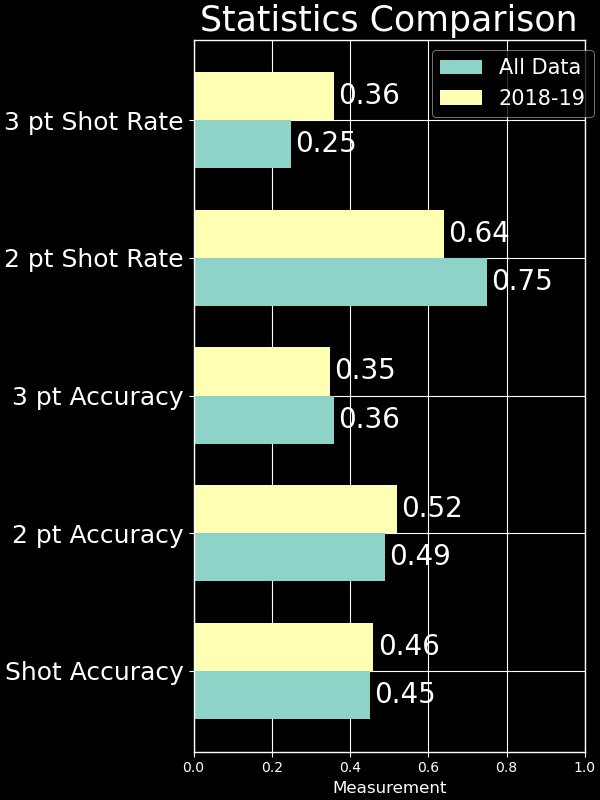 Statistics Comparison
All Data
2018-19
3 pt Shot Rate
0.36
0.25
2 pt Shot Rate
0.64
0.75
3 pt Accuracy
0.35
0.36
2 pt Accuracy
0.52
0.49
Shot Accuracy
0.46
0.45
0.0 0.2 0.4 0.6 0.8 1.0
Measurement